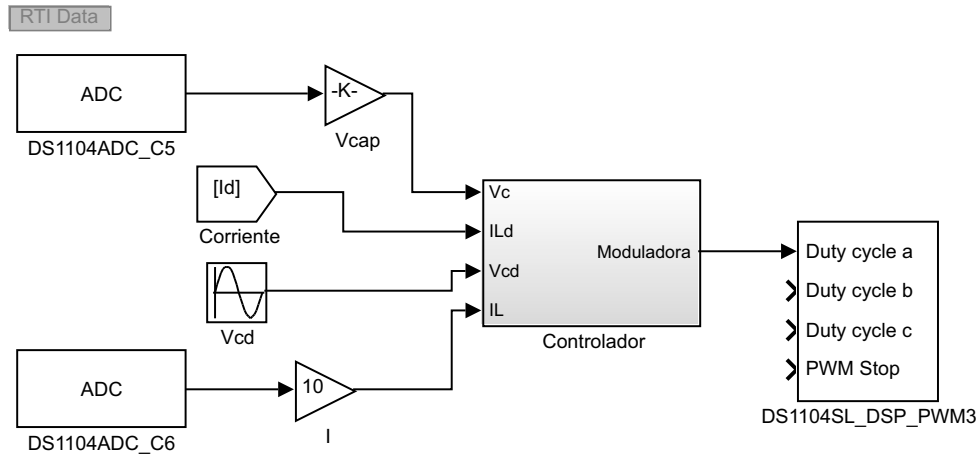 RTI Data
ADC
DS1104ADC_C5
-K-
Vcap
[Id]
Corriente
Vcd
ADC
DS1104ADC_C6
10
I
Vc
ILd
Vcd
IL
Moduladora
Controlador
Duty cycle a
Duty cycle b
Duty cycle c
PWM Stop
DS1104SL_DSP_PWM3